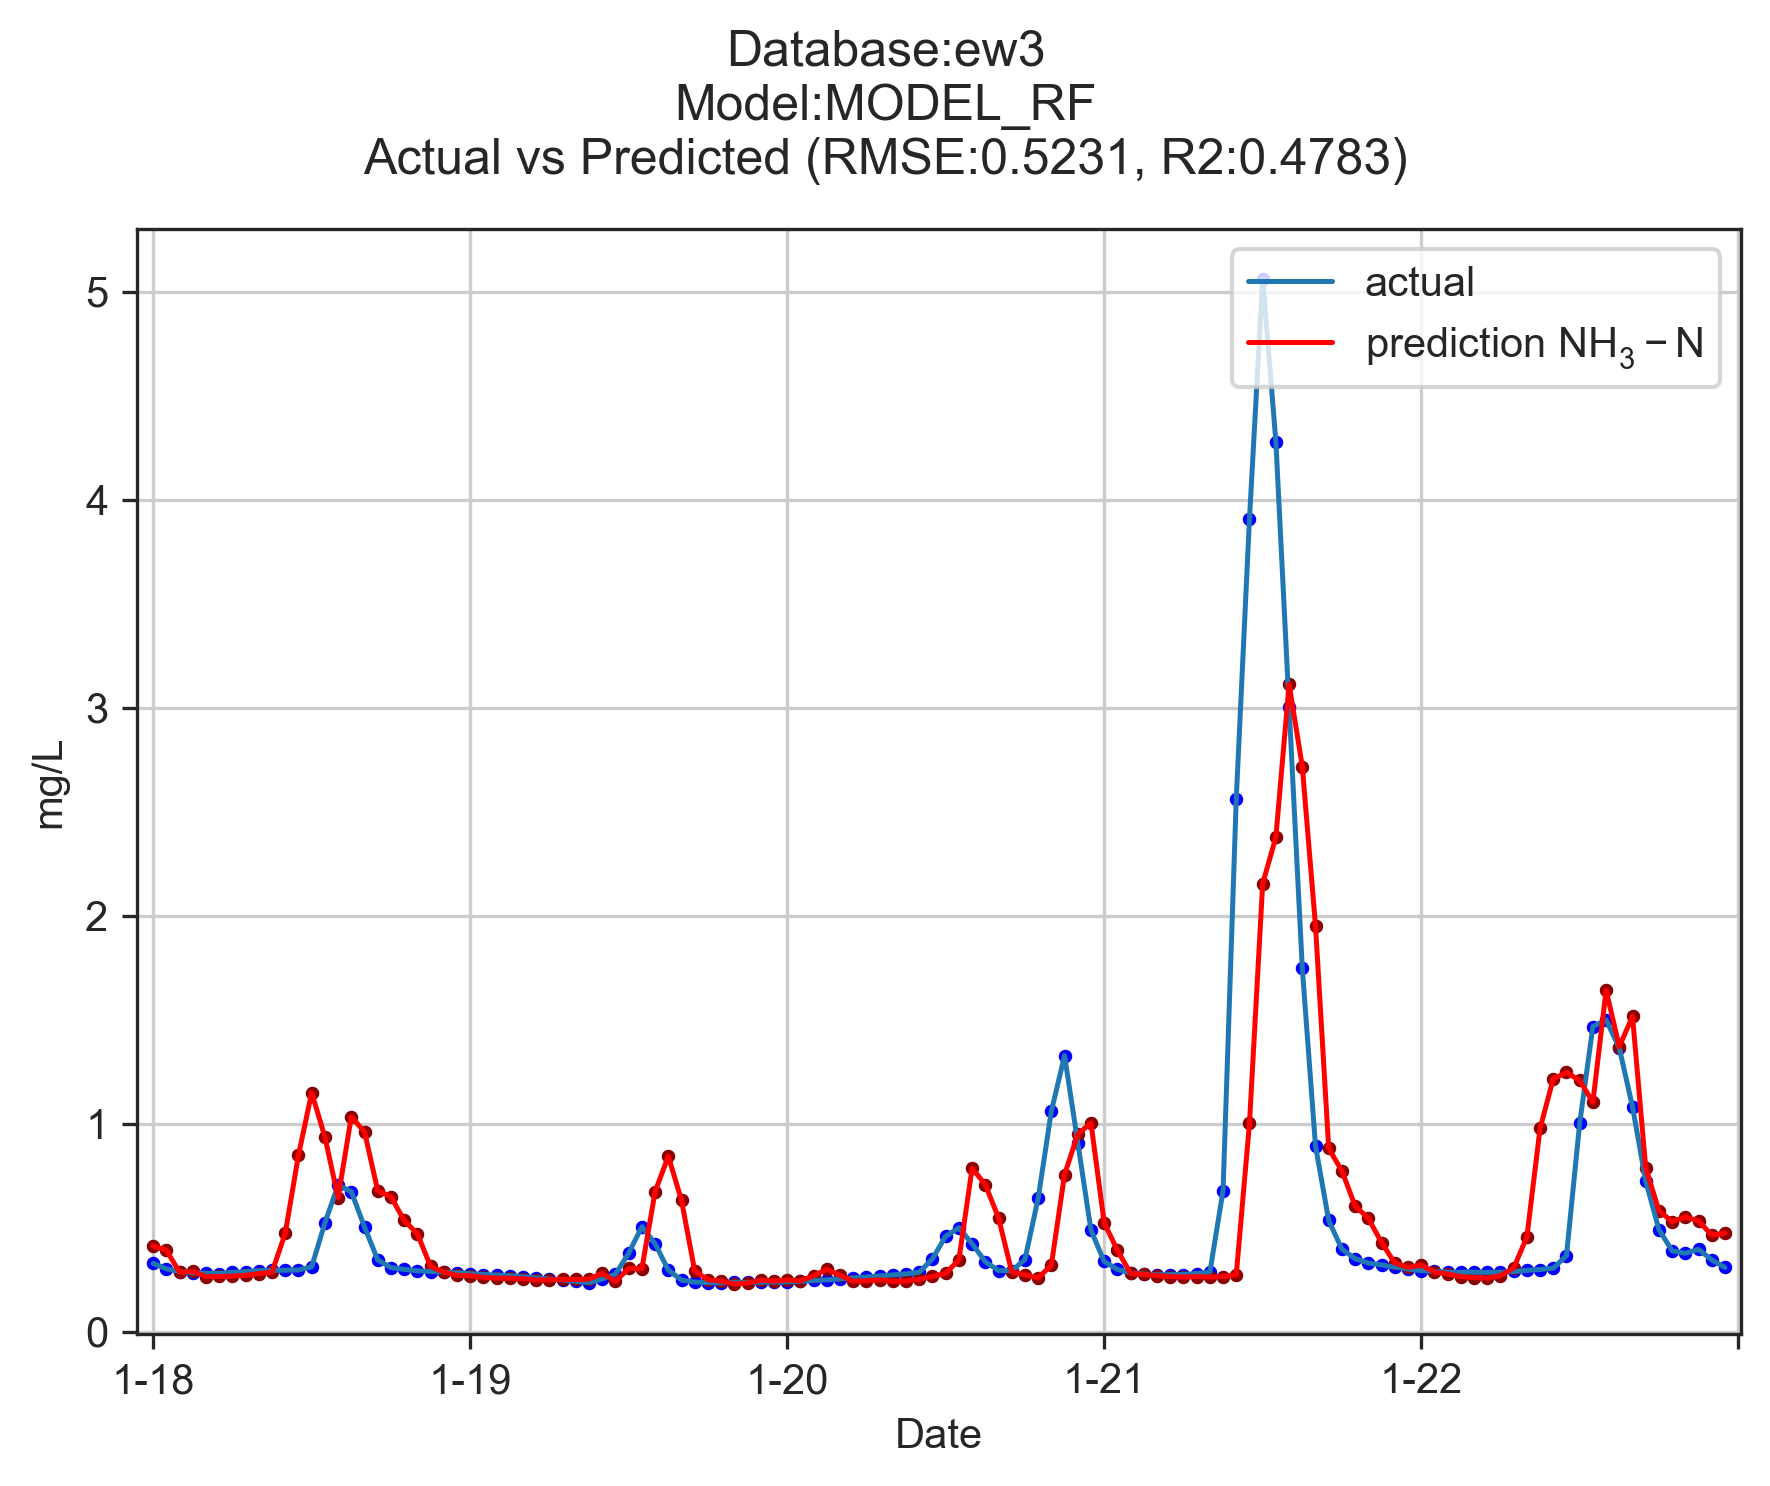 Database:ew3
Model:MODEL_RF
Actual vs Predicted (RMSE:0.5231, R2:0.4783)
actual
prediction NH₃ − N
5
4
3
2
1
0
mg/L
1-18 1-19 1-20 1-21 1-22
Date